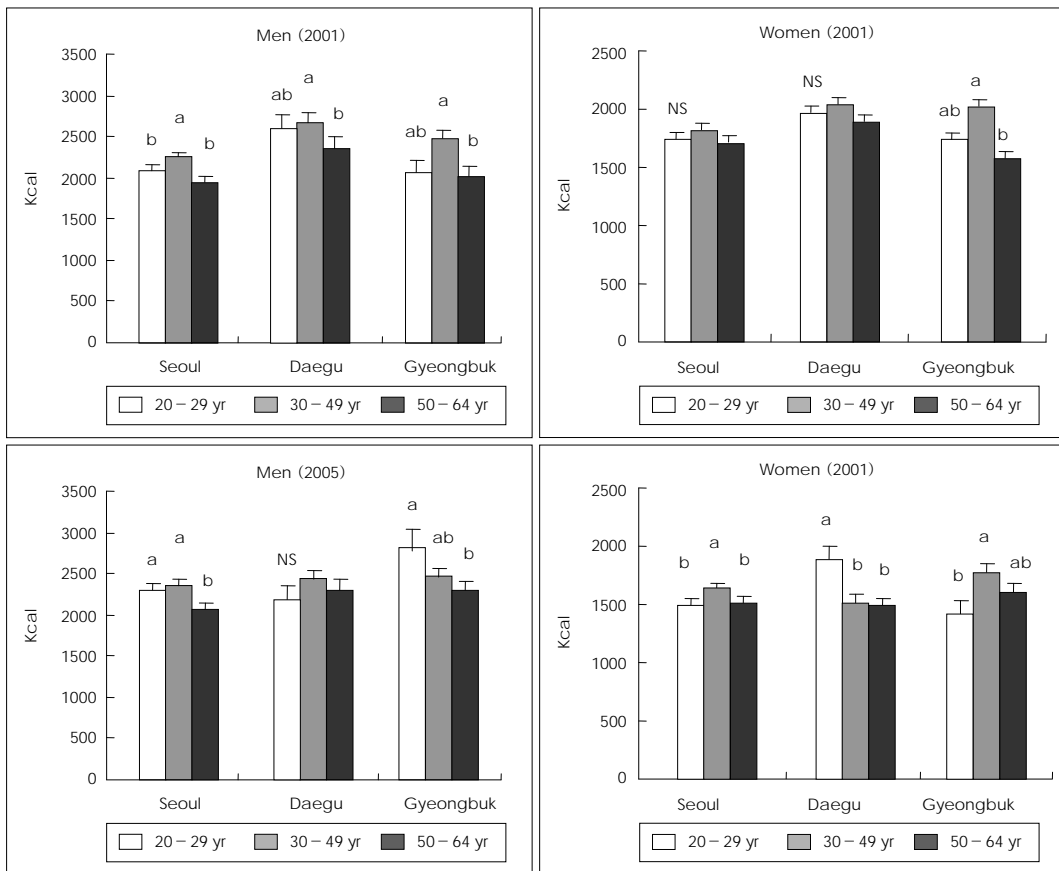 Men (2001)
3500
3000
2500
2000
1500
1000
500
0
Kcal
b a b
ab a b
ab a b
Seoul Daegu Gyeongbuk
20 – 29 yr 30 – 49 yr 50 – 64 yr
Women (2001)
2500
2000
1500
1000
500
0
Kcal
NS
NS
ab a b
Seoul Daegu Gyeongbuk
20 – 29 yr 30 – 49 yr 50 – 64 yr
Men (2005)
3500
3000
2500
2000
1500
1000
500
0
Kcal
a a b
NS
a ab b
Seoul Daegu Gyeongbuk
20 – 29 yr 30 – 49 yr 50 – 64 yr
Women (2001)
2500
2000
1500
1000
500
0
Kcal
b a b
a b b
b a ab
Seoul Daegu Gyeongbuk
20 – 29 yr 30 – 49 yr 50 – 64 yr